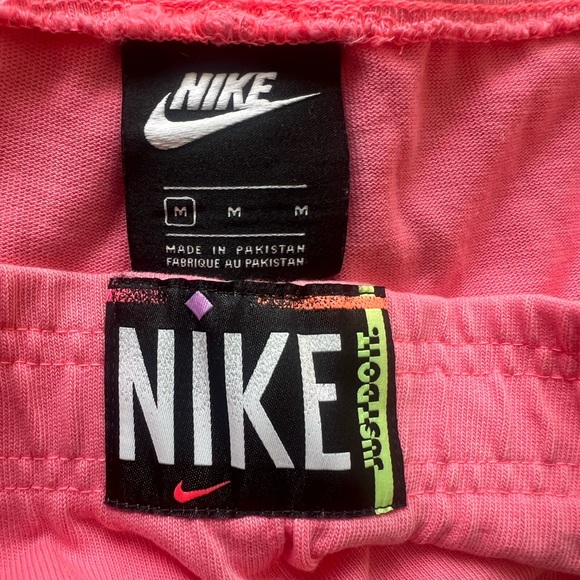 NIKE
M M M
MADE IN PAKISTAN
FABRIQUE AU PAKISTAN
NIKE
JUST DO IT.